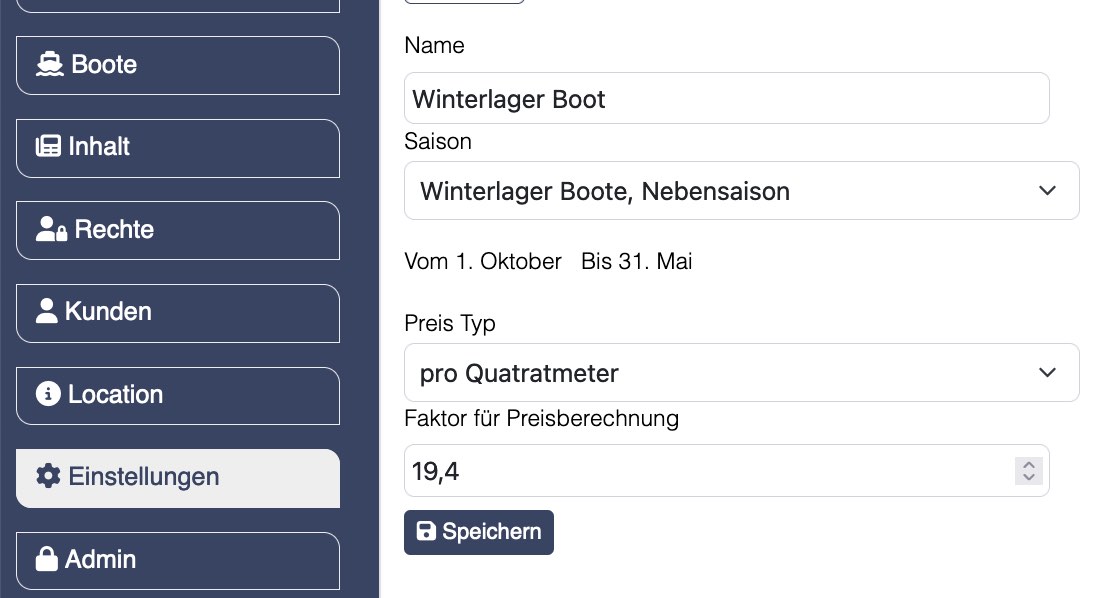 Boote
Inhalt
Rechte
Kunden
Location
Einstellungen
Admin
Name
Winterlager Boot
Saison
Winterlager Boote, Nebensaison
Vom 1. Oktober Bis 31. Mai
Preis Typ
pro Quatratmeter
Faktor für Preisberechnung
19,4
Speichern